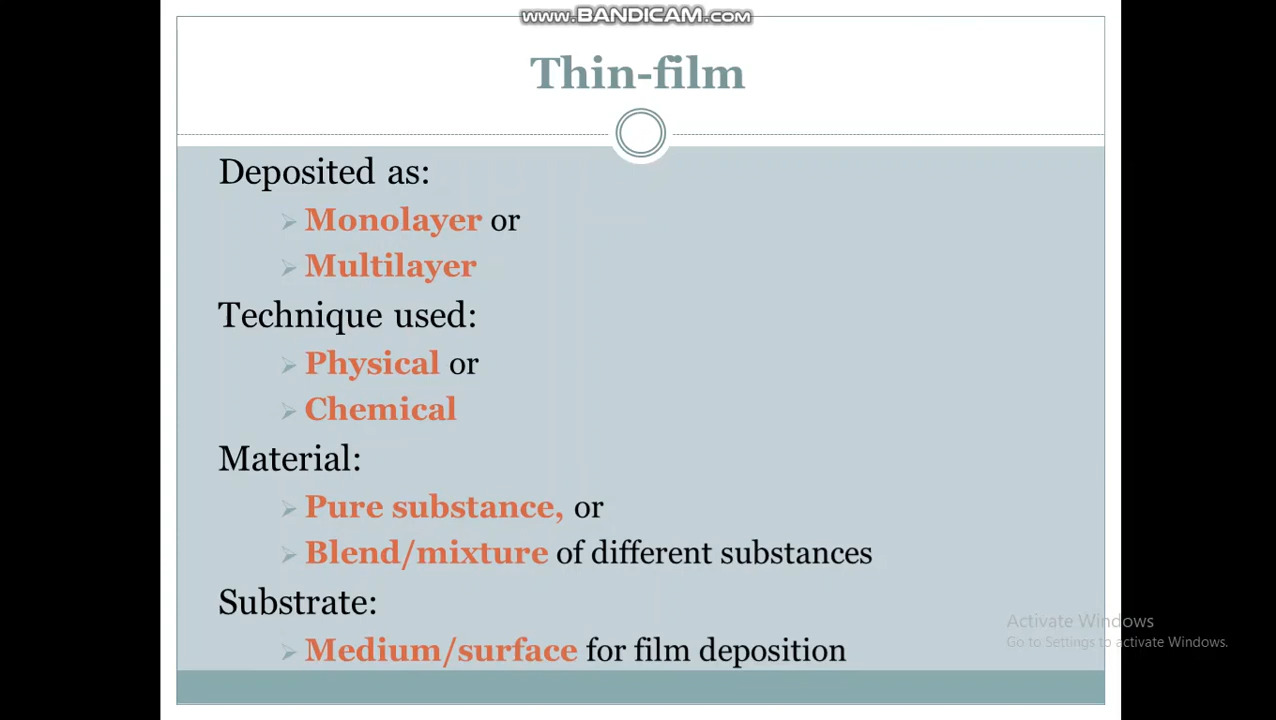 www.BANDICAM.com
Thin-film
Deposited as:
Monolayer or
Multilayer
Technique used:
Physical or
Chemical
Material:
Pure substance, or
Blend/mixture of different substances
Substrate:
Medium/surface for film deposition
Activate Windows
Go to Settings to activate Windows.